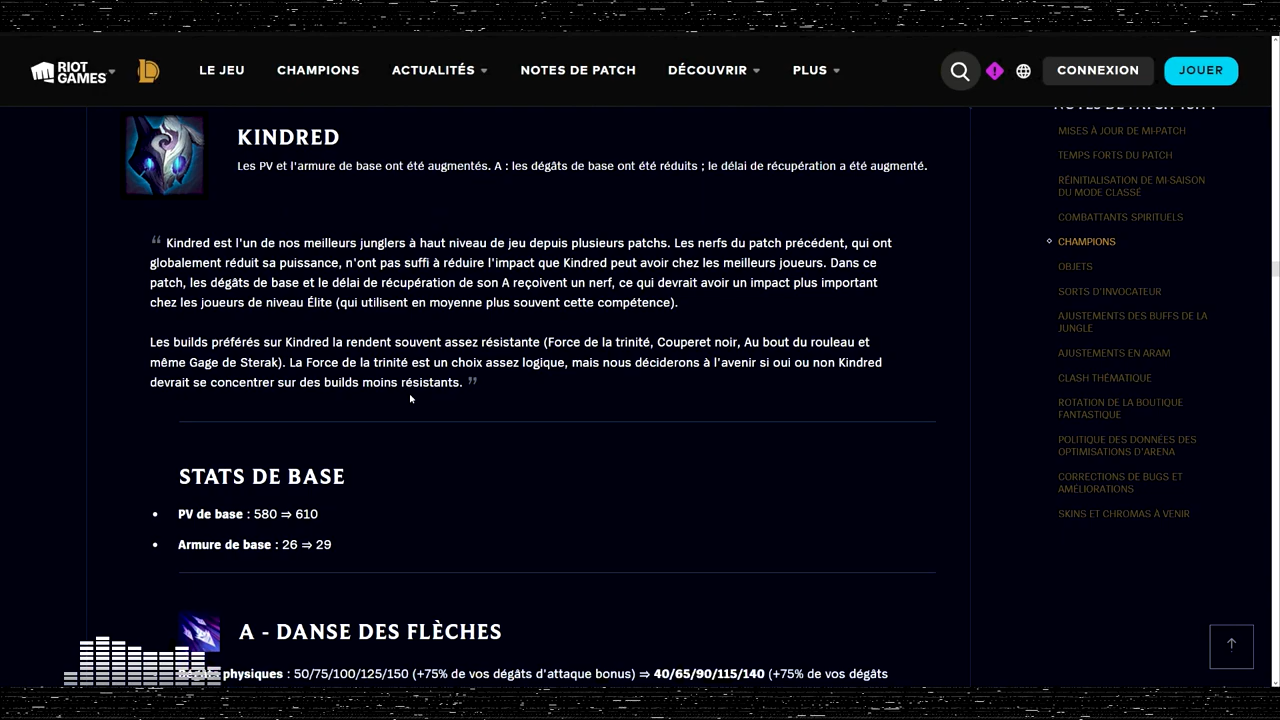 RIOT GAMES
LE JEU
CHAMPIONS
ACTUALITÉS
NOTES DE PATCH
DÉCOUVRIR
PLUS
CONNEXION
JOUER
KINDRED
Les PV et l'armure de base ont été augmentés. A : les dégâts de base ont été réduits ; le délai de récupération a été augmenté.
“ Kindred est l'un de nos meilleurs junglers à haut niveau de jeu depuis plusieurs patchs. Les nerfs du patch précédent, qui ont
globalement réduit sa puissance, n'ont pas suffi à réduire l'impact que Kindred peut avoir chez les meilleurs joueurs. Dans ce
patch, les dégâts de base et le délai de récupération de son A reçoivent un nerf, ce qui devrait avoir un impact plus important
chez les joueurs de niveau Élite (qui utilisent en moyenne plus souvent cette compétence).
Les builds préférés sur Kindred la rendent souvent assez résistante (Force de la trinité, Couperet noir, Au bout du rouleau et
même Gage de Sterak). La Force de la trinité est un choix assez logique, mais nous déciderons à l'avenir si oui ou non Kindred
devrait se concentrer sur des builds moins résistants. ”
STATS DE BASE
• PV de base : 580 ⇒ 610
• Armure de base : 26 ⇒ 29
A - DANSE DES FLÈCHES
physiques : 50/75/100/125/150 (+75% de vos dégâts d'attaque bonus) ⇒ 40/65/90/115/140 (+75% de vos dégâts
MISES À JOUR DE MI-PATCH
TEMPS FORTS DU PATCH
RÉINITIALISATION DE MI-SAISON
DU MODE CLASSÉ
COMBATTANTS SPIRITUELS
CHAMPIONS
OBJETS
SORTS D'INVOCATEUR
AJUSTEMENTS DES BUFFS DE LA
JUNGLE
AJUSTEMENTS EN ARAM
CLASH THÉMATIQUE
ROTATION DE LA BOUTIQUE
FANTASTIQUE
POLITIQUE DES DONNÉES DES
OPTIMISATIONS D'ARENA
CORRECTIONS DE BUGS ET
AMÉLIORATIONS
SKINS ET CHROMAS À VENIR